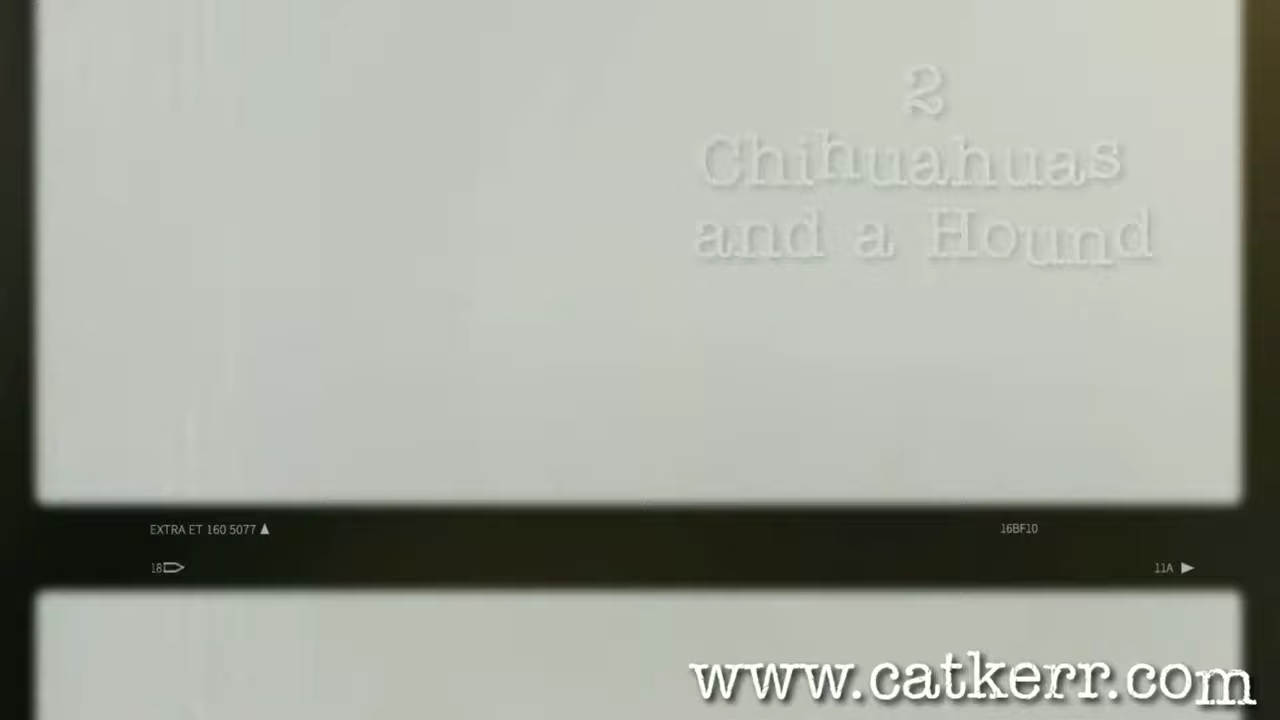 2
Chihuahuas
and a Hound
EXTRA ET 160 5077 ▲
16BF10
18
11A ▶
www.catkerr.com